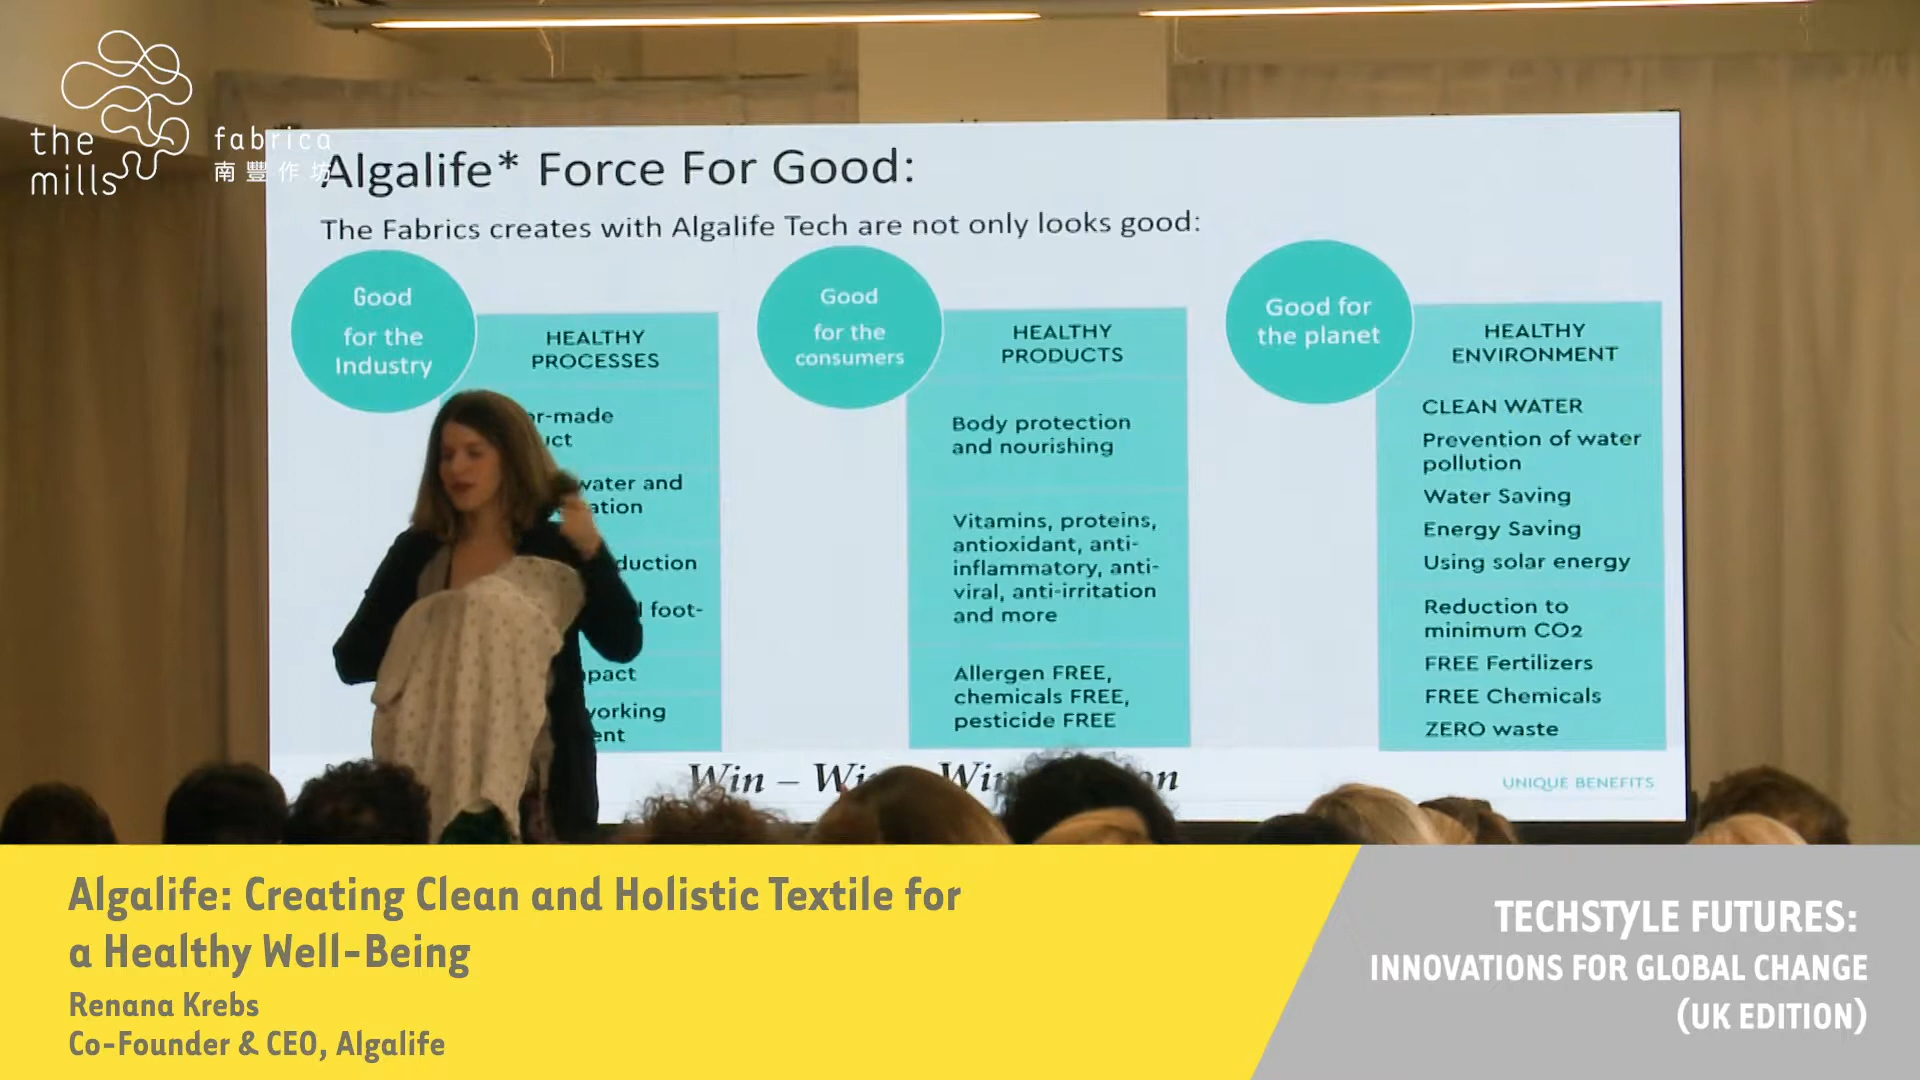 the
mills
fabrica
南豐作坊
Algalife* Force For Good:
The Fabrics creates with Algalife Tech are not only looks good:
Good
for the
Industry
HEALTHY
PROCESSES
water and
foot-
Good
for the
consumers
HEALTHY
PRODUCTS
Body protection
and nourishing
Vitamins, proteins,
antioxidant, anti-
inflammatory, anti-
viral, anti-irritation
and more
Allergen FREE,
chemicals FREE,
pesticide FREE
Good for
the planet
HEALTHY
ENVIRONMENT
CLEAN WATER
Prevention of water
pollution
Water Saving
Energy Saving
Using solar energy
Reduction to
minimum CO2
FREE Fertilizers
FREE Chemicals
ZERO waste
Win –
UNIQUE BENEFITS
Algalife: Creating Clean and Holistic Textile for
a Healthy Well-Being
Renana Krebs
Co-Founder & CEO, Algalife
TECHSTYLE FUTURES:
INNOVATIONS FOR GLOBAL CHANGE
(UK EDITION)